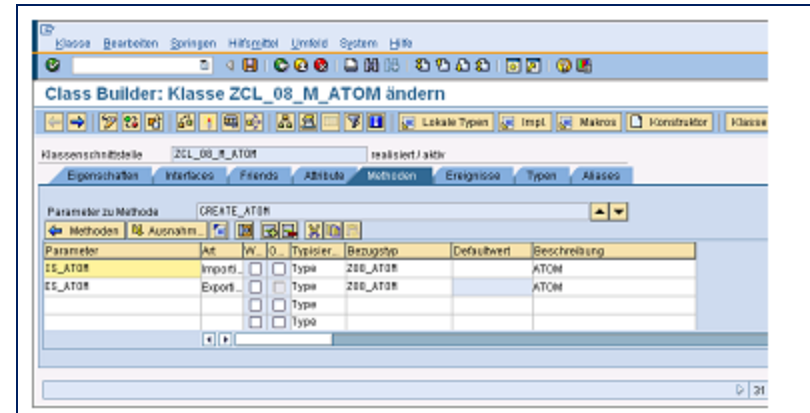 Klasse Bearbeiten Springen Hilfsmittel Umfeld System Hilfe
Class Builder: Klasse ZCL_08_M_ATOM ändern
Lokale Typen Impl. Makros Konstruktor Klasse
Klassenschnittstelle ZCL_08_M_ATOM realisiert / aktiv
Eigenschaften Interfaces Friends Attribute Methoden Ereignisse Typen Aliases
Parameter zu Methode CREATE_ATOM
Methoden Ausnahm...
Parameter Art W... O... Typisier... Bezugstyp Defaultwert Beschreibung
IS_ATOM Importi... Type Z00_ATOM ATOM
ES_ATOM Exporti... Type Z00_ATOM ATOM
Type
Type